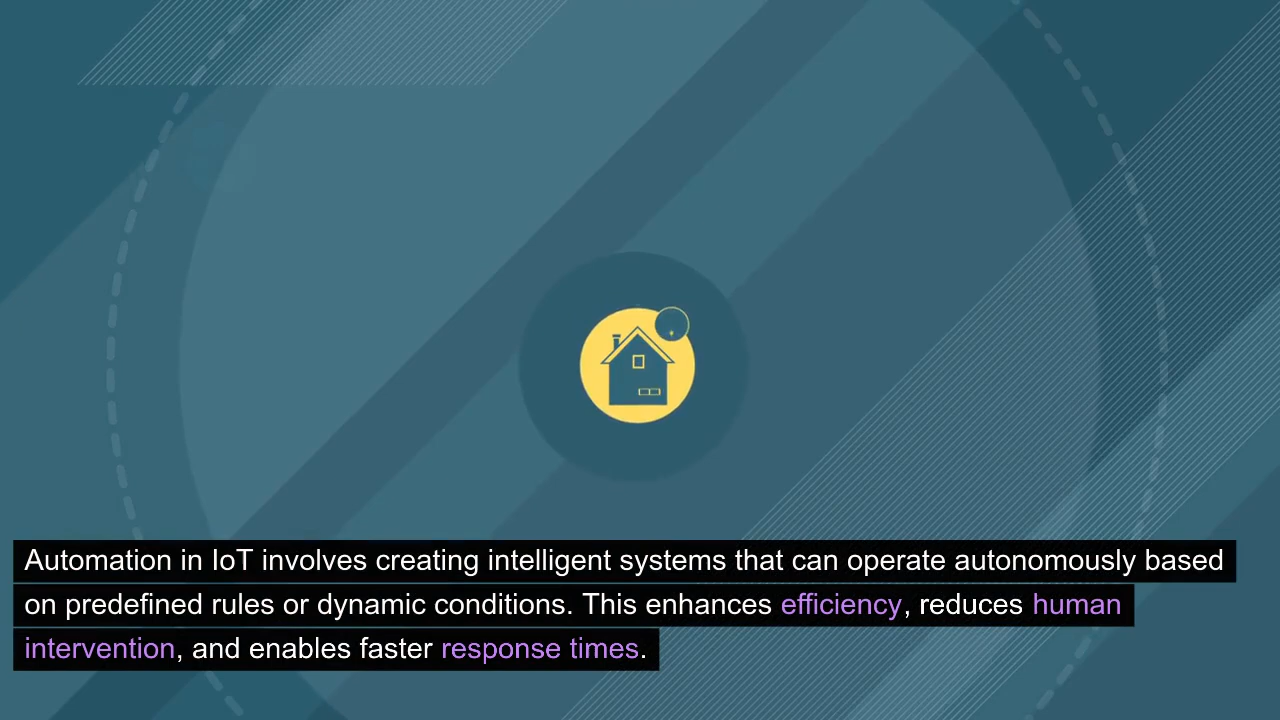 Automation in IoT involves creating intelligent systems that can operate autonomously based
on predefined rules or dynamic conditions. This enhances efficiency, reduces human
intervention, and enables faster response times.